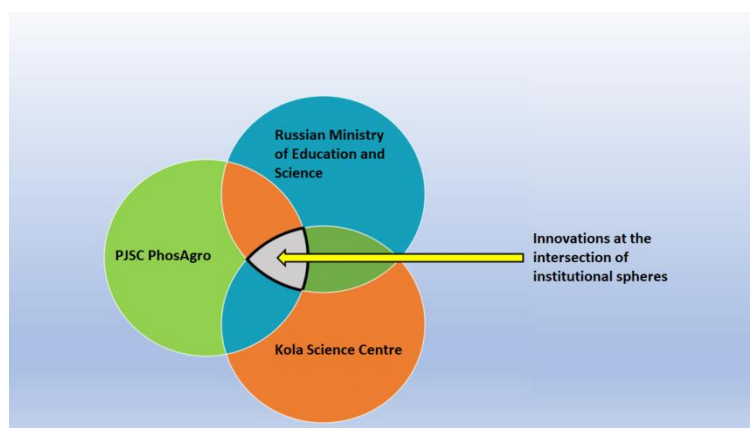 Russian Ministry
of Education and
Science
PJSC PhosAgro
Innovations at the
intersection of
institutional spheres
Kola Science Centre